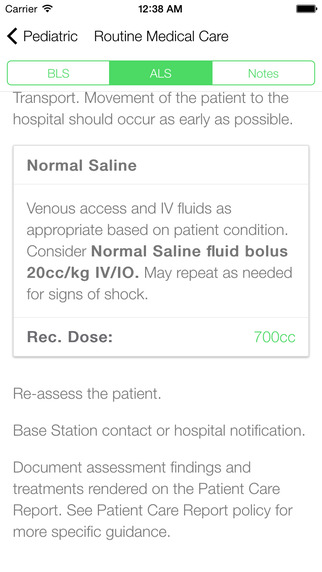 Carrier 12:38 AM
Pediatric Routine Medical Care
BLS ALS Notes
Transport. Movement of the patient to the
hospital should occur as early as possible.
Normal Saline
Venous access and IV fluids as
appropriate based on patient condition.
Consider Normal Saline fluid bolus
20cc/kg IV/IO. May repeat as needed
for signs of shock.
Rec. Dose: 700cc
Re-assess the patient.
Base Station contact or hospital notification.
Document assessment findings and
treatments rendered on the Patient Care
Report. See Patient Care Report policy for
more specific guidance.